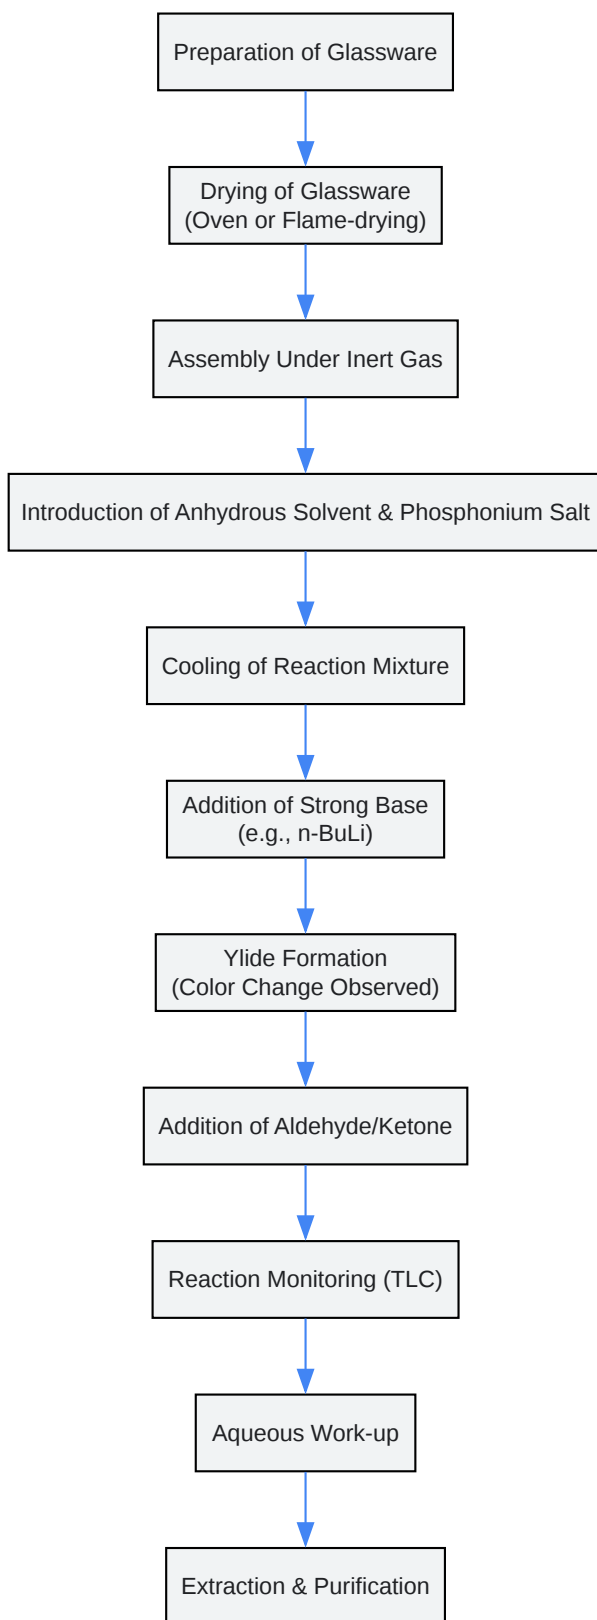 Preparation of Glassware
Drying of Glassware
(Oven or Flame-drying)
Assembly Under Inert Gas
Introduction of Anhydrous Solvent & Phosphonium Salt
Cooling of Reaction Mixture
Addition of Strong Base
(e.g., n-BuLi)
Ylide Formation
(Color Change Observed)
Addition of Aldehyde/Ketone
Reaction Monitoring (TLC)
Aqueous Work-up
Extraction & Purification